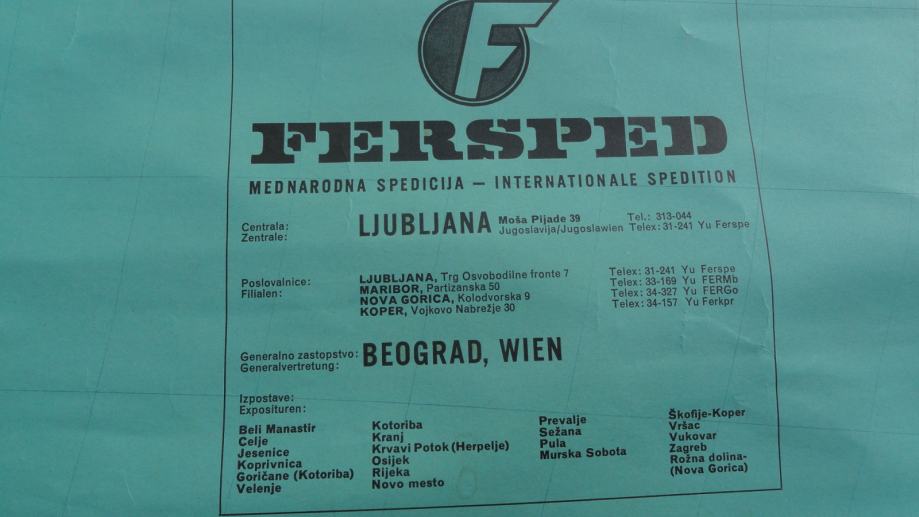 F
FERSPED
MEDNARODNA SPEDICIJA — INTERNATIONALE SPEDITION
Centrala:
Zentrale:
LJUBLJANA
Moša Pijade 39
Jugoslavija/Jugoslawien
Tel.: 313-044
Telex: 31-241 Yu Ferspe
Poslovalnice:
Filialen:
LJUBLJANA, Trg Osvobodilne fronte 7
MARIBOR, Partizanska 50
NOVA GORICA, Kolodvorska 9
KOPER, Vojkovo Nabrežje 30
Telex: 31-241 Yu Ferspe
Telex: 33-169 Yu FERMb
Telex: 34-327 Yu FERGo
Telex: 34-157 Yu Ferkpr
Generalno zastopstvo:
Generalvertretung:
BEOGRAD, WIEN
Izpostave:
Exposituren:
Beli Manastir
Celje
Jesenice
Koprivnica
Goričane (Kotoriba)
Velenje
Kotoriba
Kranj
Krvavi Potok (Herpelje)
Osijek
Rijeka
Novo mesto
Prevalje
Sežana
Pula
Murska Sobota
Škofije-Koper
Vršac
Vukovar
Zagreb
Rožna dolina-
(Nova Gorica)